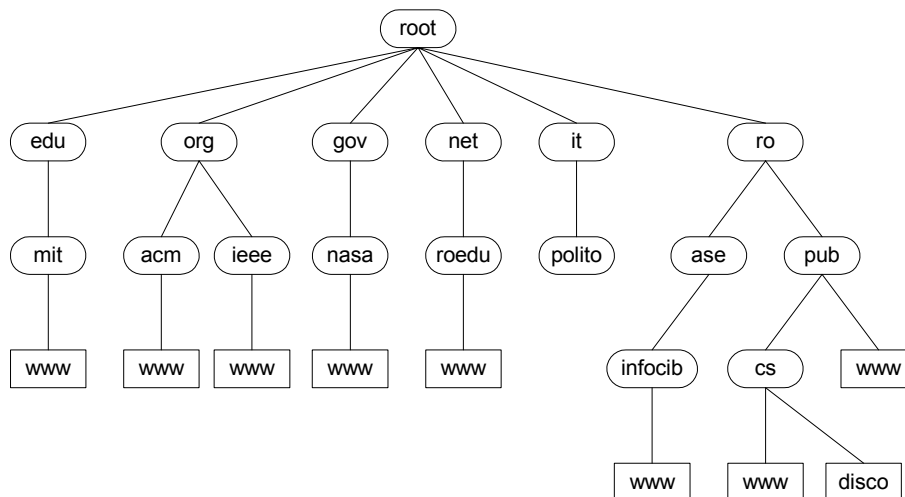 root
edu org gov net it ro
mit acm ieee nasa roedu polito ase pub
www www www www www infocib cs www
www www disco